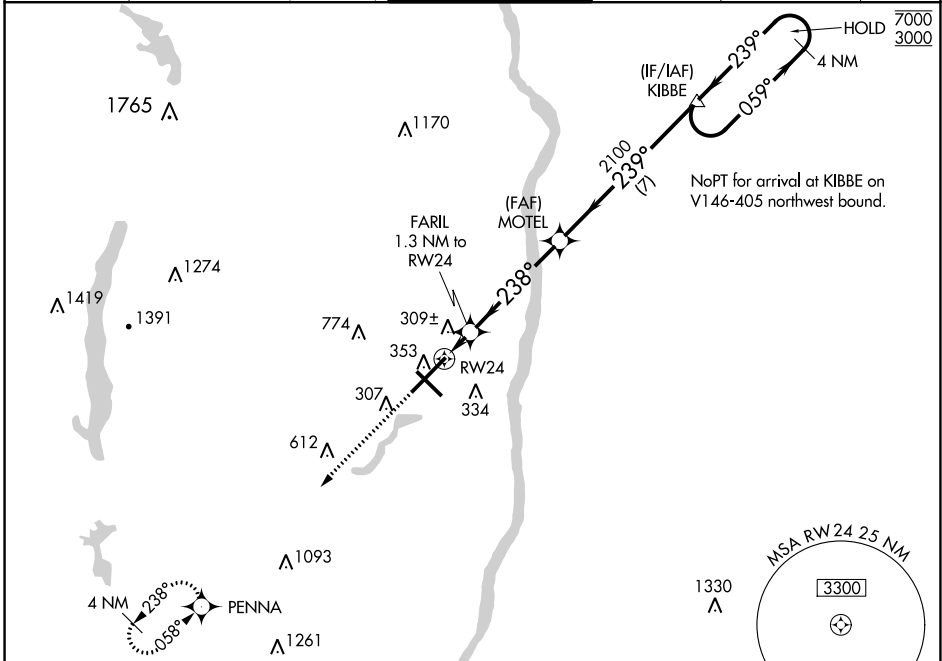 7000
3000
HOLD
4 NM
239°
059°
(IF/IAF)
KIBBE
1765
1170
2100
239°
(7)
NoPT for arrival at KIBBE on
V146-405 northwest bound.
(FAF)
MOTEL
FARIL
1.3 NM to
RW24
238°
1274
1419
1391
774
309±
353
RW24
307
334
612
1093
4 NM
238°
058°
PENNA
1261
1330
MSA RW24 25 NM
3300